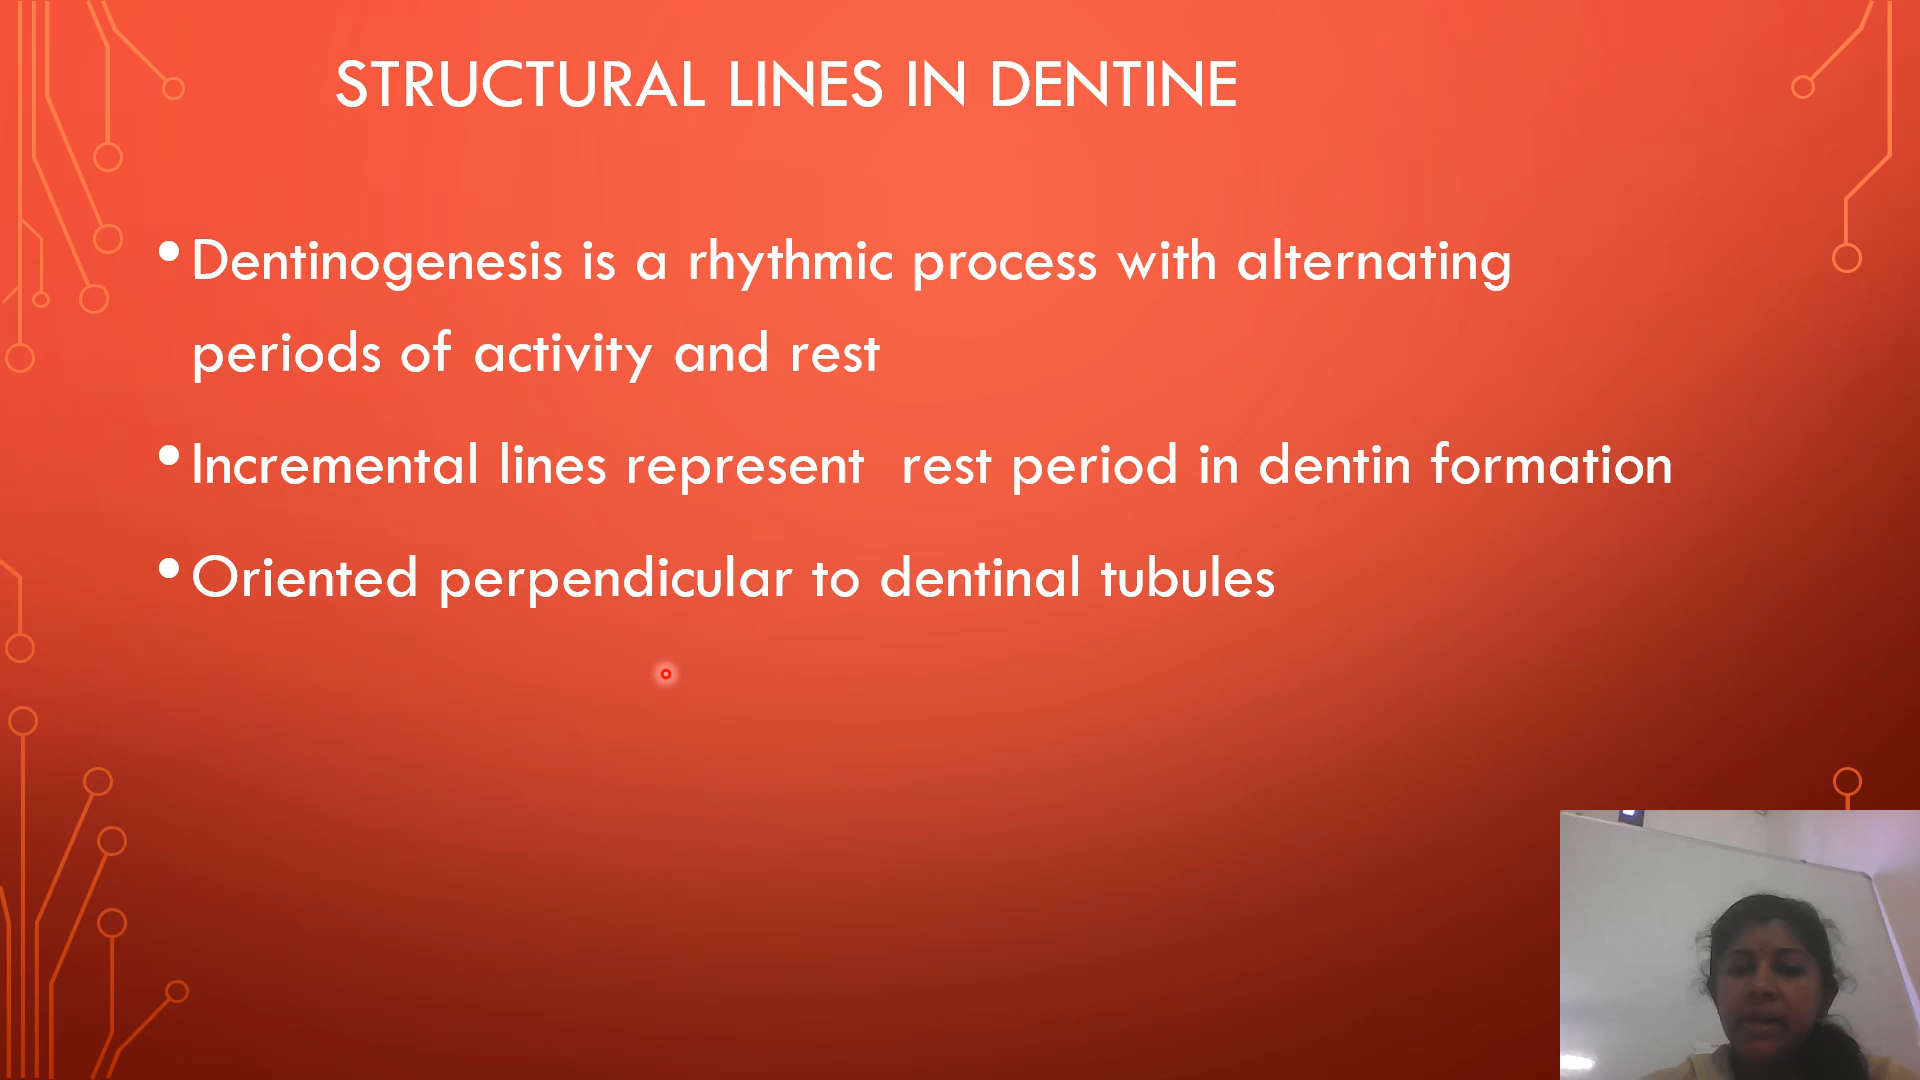 STRUCTURAL LINES IN DENTINE
• Dentinogenesis is a rhythmic process with alternating
periods of activity and rest
• Incremental lines represent  rest period in dentin formation
• Oriented perpendicular to dentinal tubules